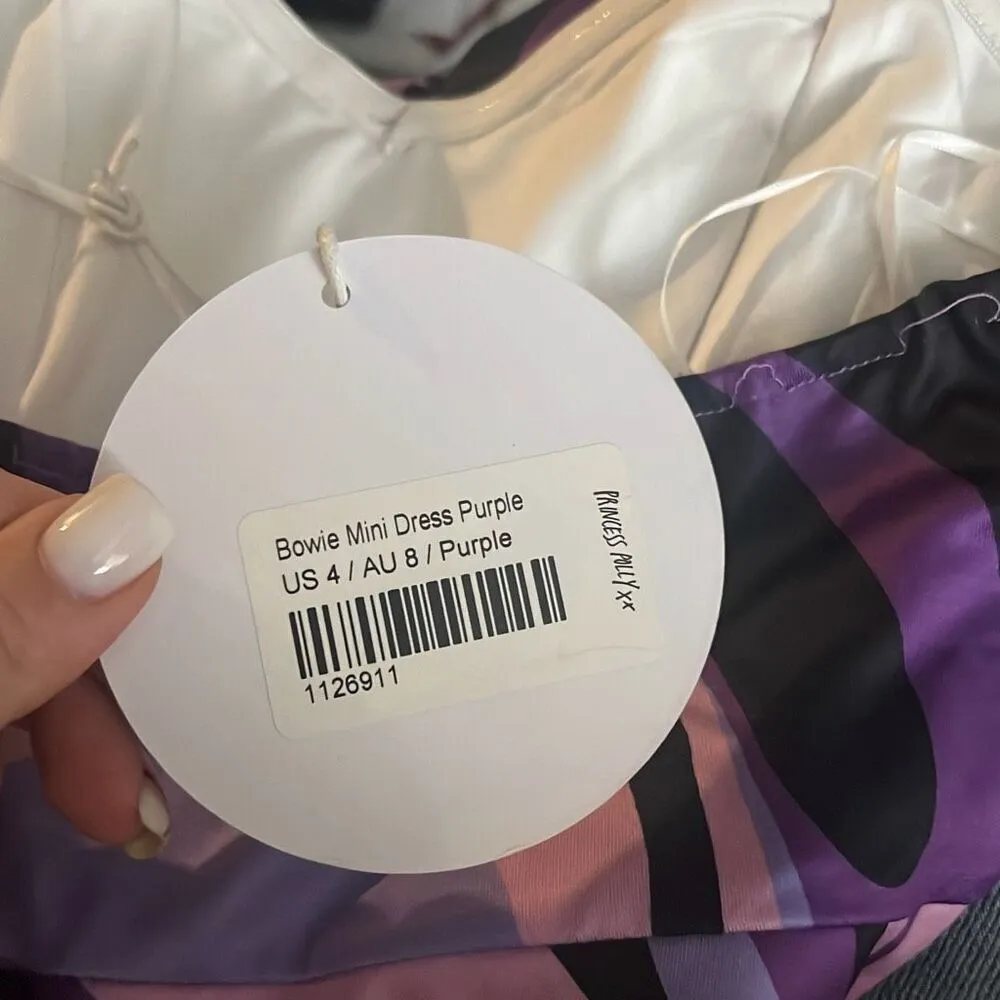 Bowie Mini Dress Purple
US 4 / AU 8 / Purple
1126911
PRINCESS POLLY xx